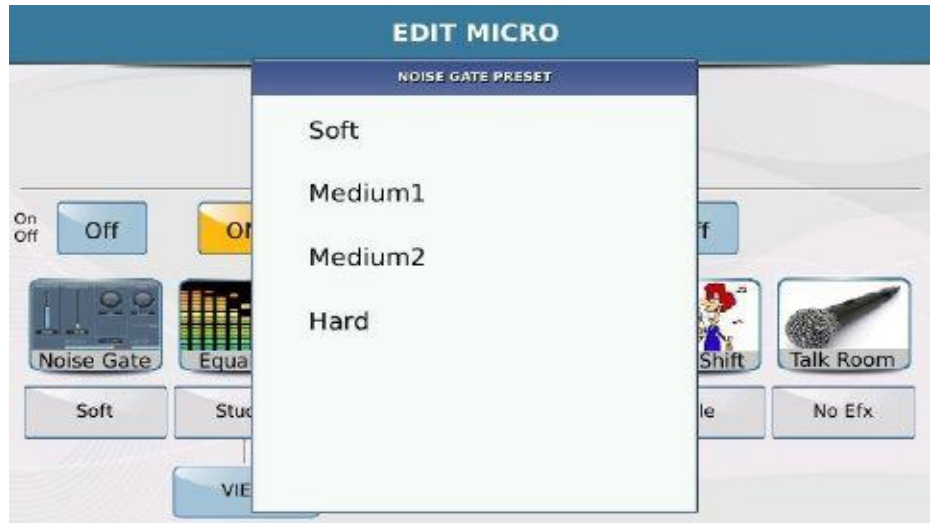 EDIT MICRO
NOISE GATE PRESET
Soft
Medium1
Medium2
Hard
On
Off
Off
Noise Gate
Shift
Talk Room
Soft
No Efx